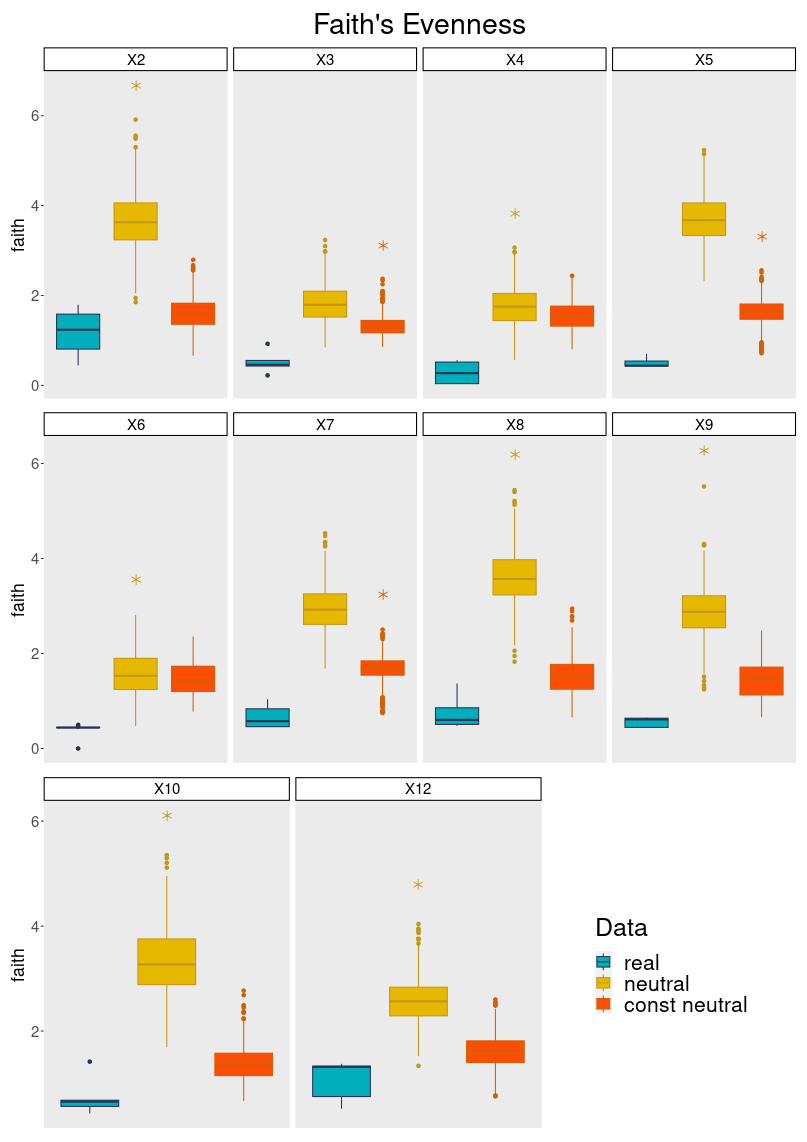 Faith's Evenness
X2 X3 X4 X5
faith
6
4
2
0
X6 X7 X8 X9
faith
6
4
2
0
X10 X12
faith
6
4
2
Data
real
neutral
const neutral